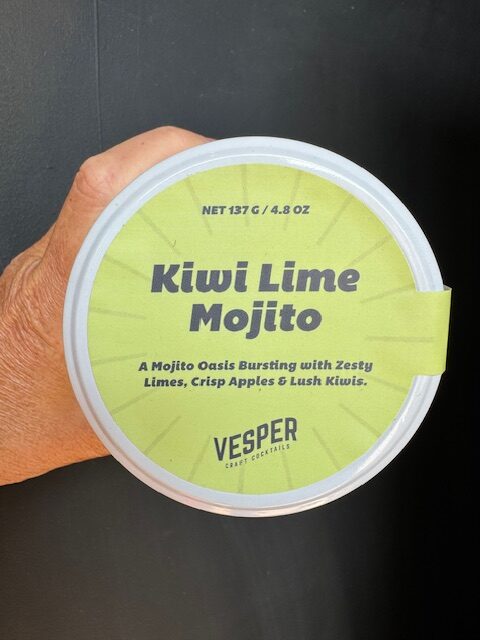 NET 137 G / 4.8 OZ
Kiwi Lime
Mojito
A Mojito Oasis Bursting with Zesty
Limes, Crisp Apples & Lush Kiwis.
VESPER
CRAFT COCKTAILS